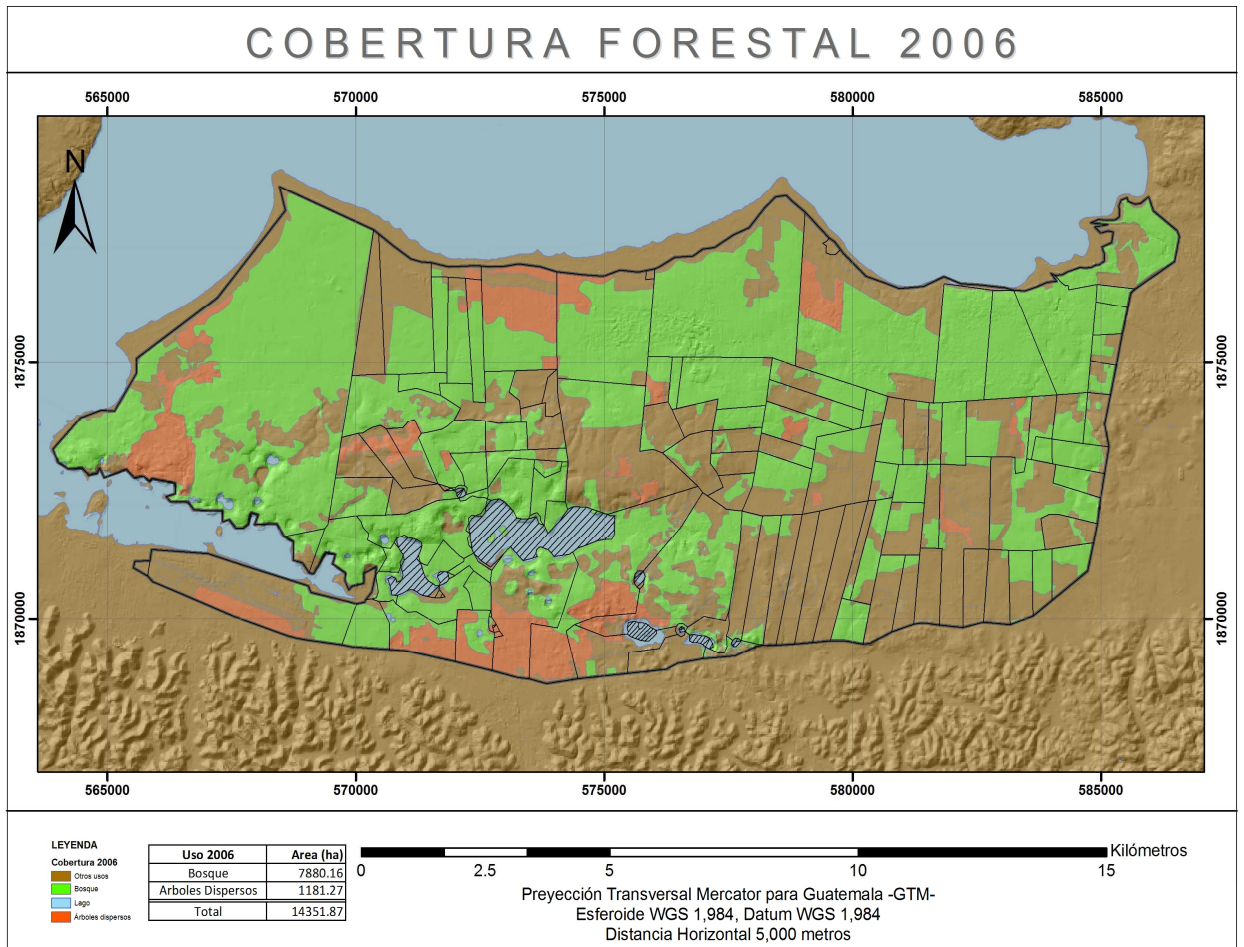 COBERTURA FORESTAL 2006
565000 570000 575000 580000 585000
N
1875000 1875000
1870000 1870000
565000 570000 575000 580000 585000
LEYENDA
Cobertura 2006
Otros usos
Bosque
Lago
Árboles dispersos
Uso 2006 Area (ha)
Bosque 7880.16
Arboles Dispersos 1181.27
Total 14351.87
Kilómetros
0 2.5 5 10 15
Preyección Transversal Mercator para Guatemala -GTM-
Esferoide WGS 1,984, Datum WGS 1,984
Distancia Horizontal 5,000 metros